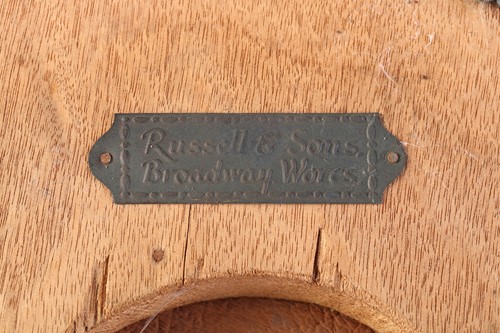 Russell & Sons.
Broadway Worcs.